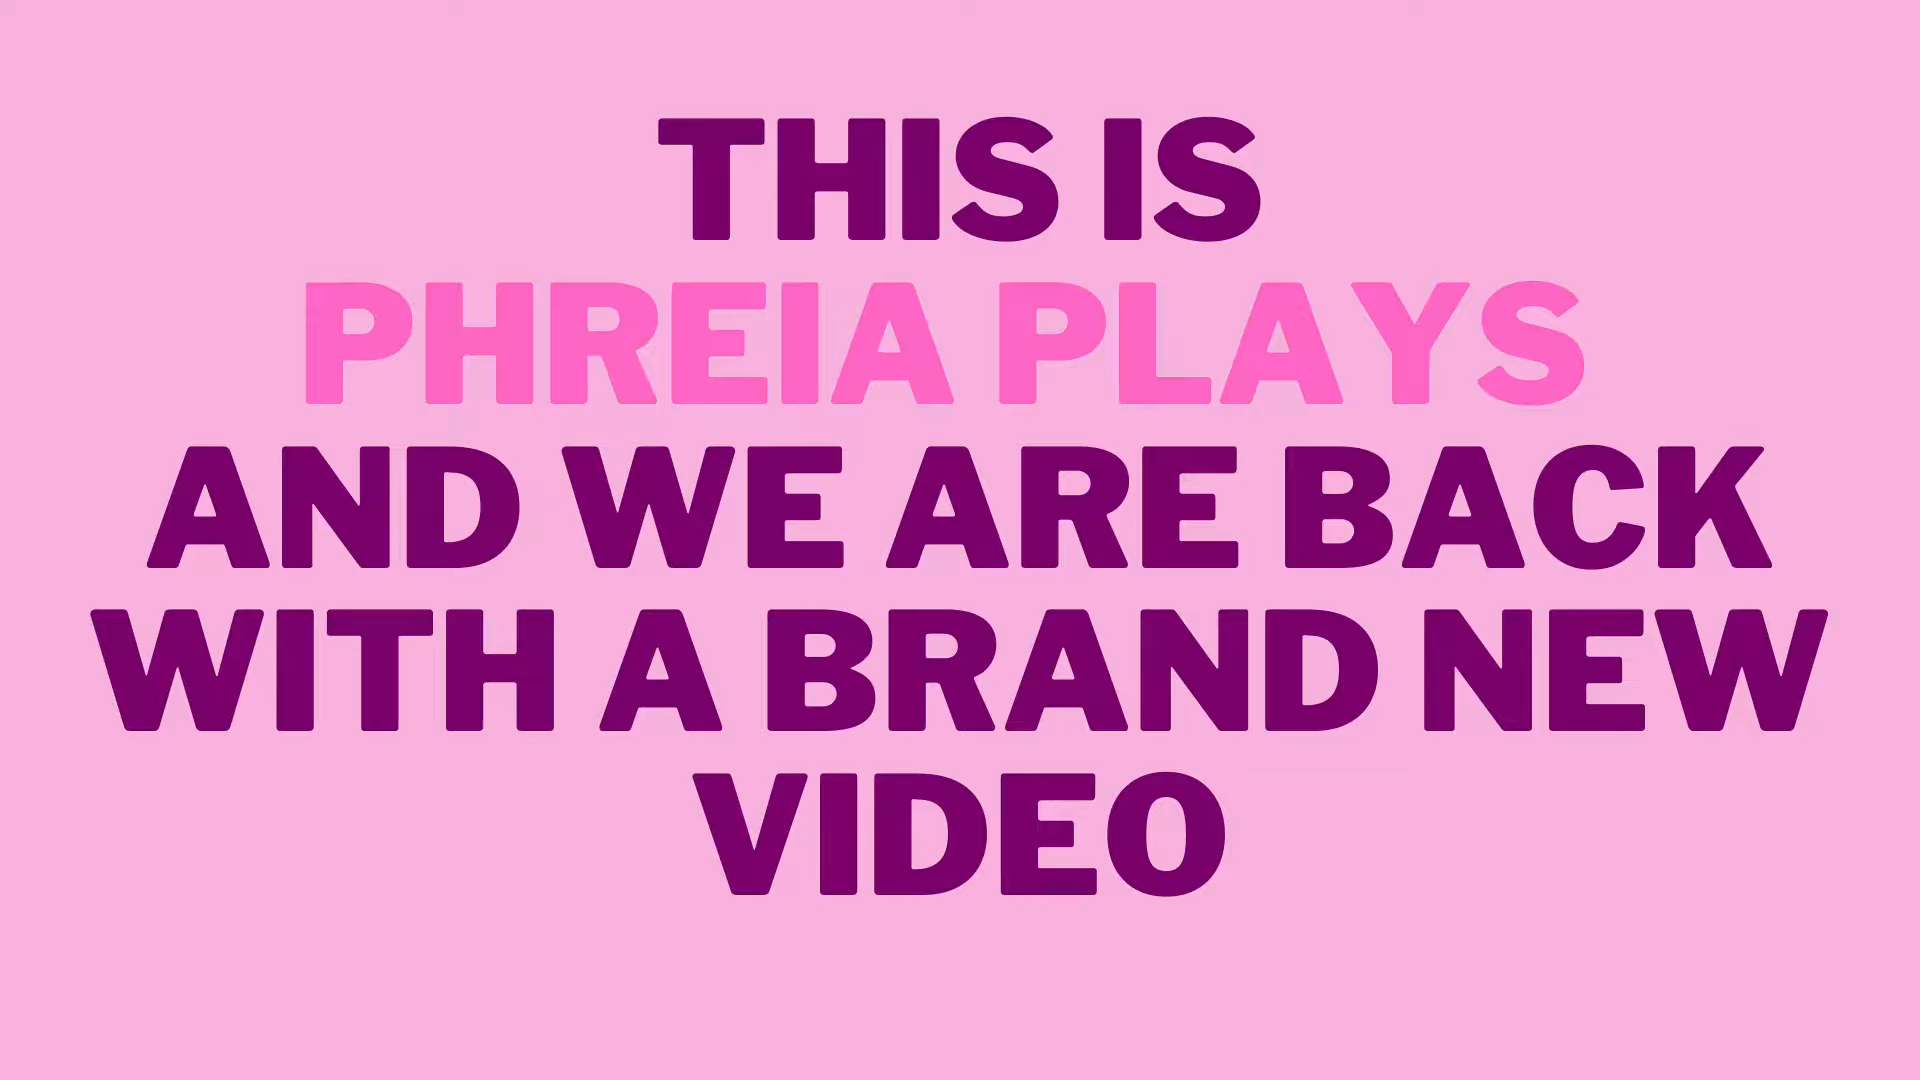 THIS IS
PHREIA PLAYS
AND WE ARE BACK
WITH A BRAND NEW
VIDEO